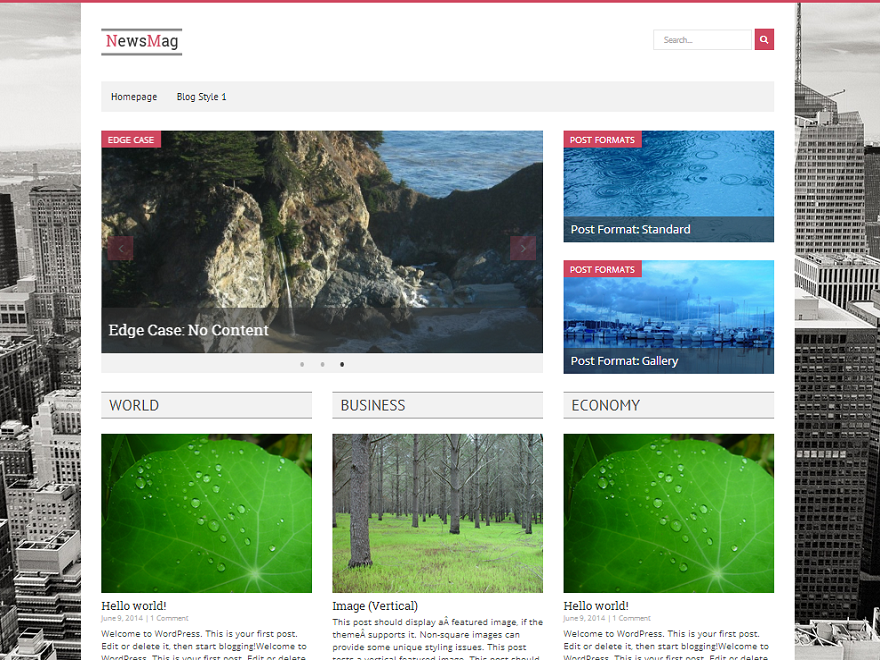 NewsMag
Search...
Homepage Blog Style 1
EDGE CASE
Edge Case: No Content
POST FORMATS
Post Format: Standard
POST FORMATS
Post Format: Gallery
WORLD
Hello world!
June 9, 2014 | 1 Comment
Welcome to WordPress. This is your first post.
Edit or delete it, then start blogging!Welcome to
WordPress. This is your first post. Edit or delete
BUSINESS
Image (Vertical)
This post should display aÂ featured image, if the
themeÂ supports it. Non-square images can
provide some unique styling issues. This post
tests a vertical featured image. This post should
ECONOMY
Hello world!
June 9, 2014 | 1 Comment
Welcome to WordPress. This is your first post.
Edit or delete it, then start blogging!Welcome to
WordPress. This is your first post. Edit or delete